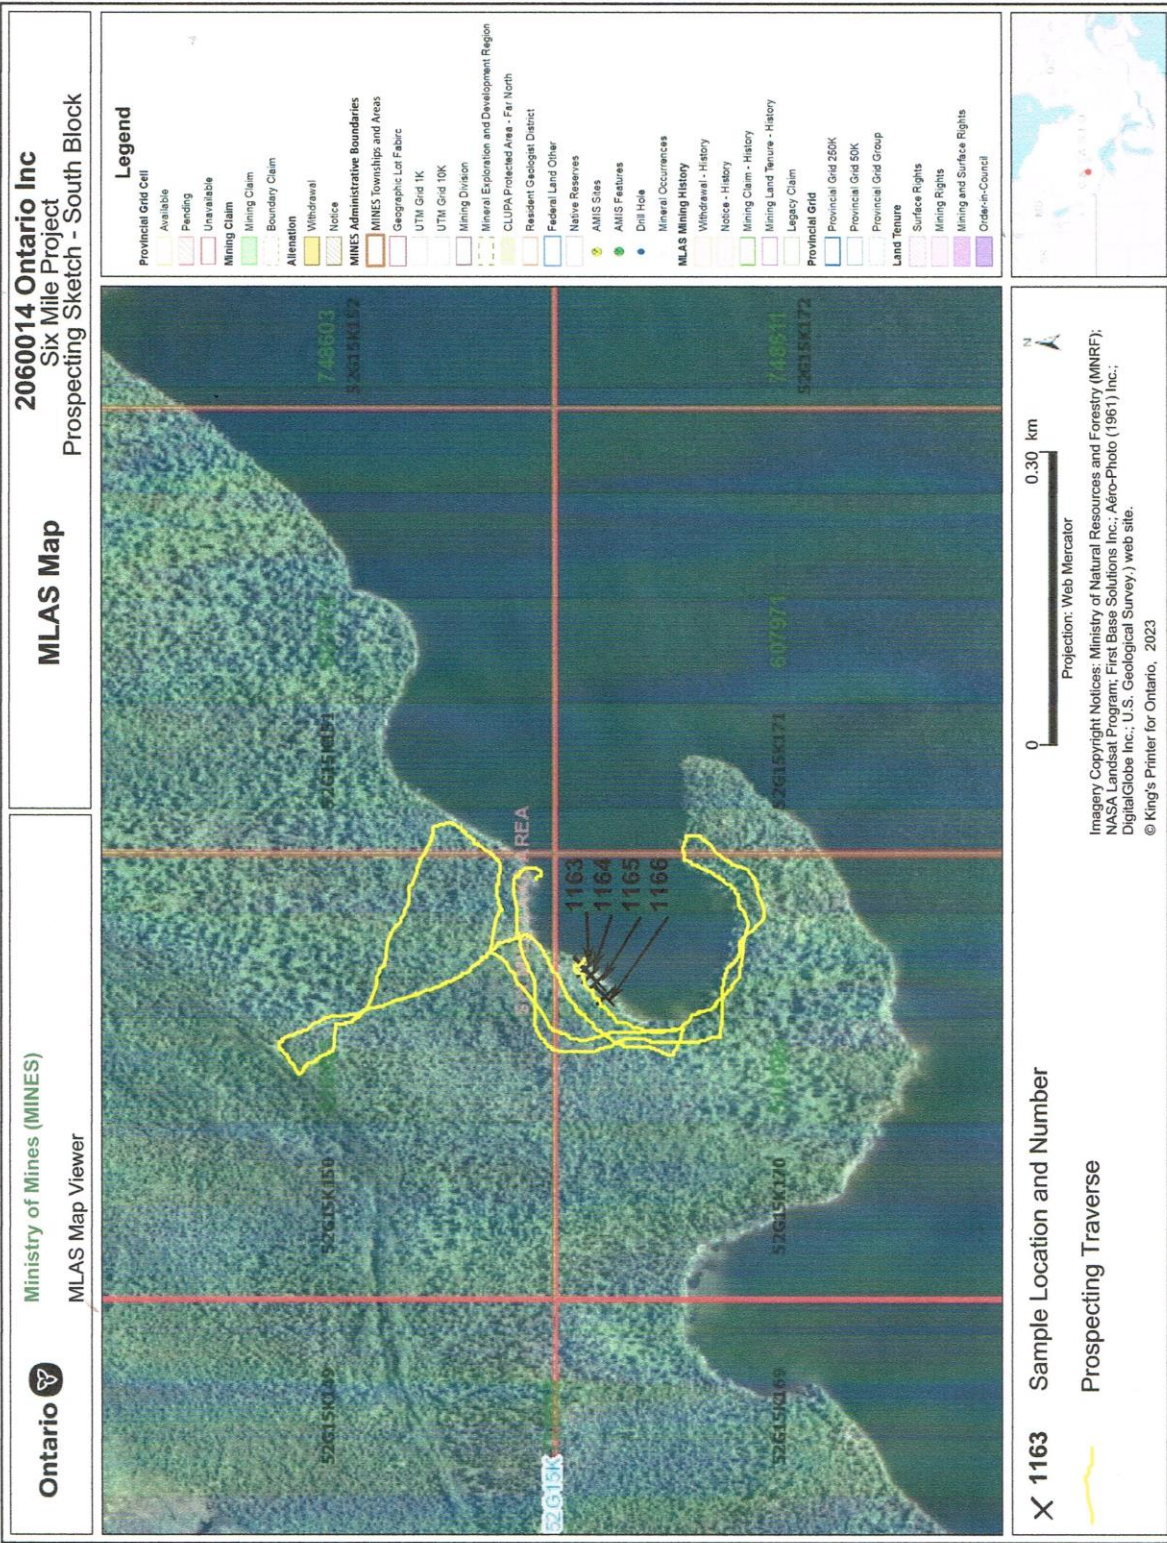 Ontario
Ministry of Mines (MINES)
MLAS Map Viewer
MLAS Map
2060014 Ontario Inc
Six Mile Project
Prospecting Sketch - South Block
52G15K149
52G15K150
52G15K151
748603
52G15K152
AREA
52 G15K
1163
1164
1165
1166
52G15K169
52G15K170
607971
52G15K171
748611
52G15K172
Legend
Provincial Grid Cell
Available
Pending
Unavailable
Mining Claim
Mining Claim
Boundary Claim
Alienation
Withdrawal
Notice
MINES Administrative Boundaries
MINES Townships and Areas
Geographic Lot Fabirc
UTM Grid 1K
UTM Grid 10K
Mining Division
Mineral Exploration and Development Region
CLUPA Protected Area - Far North
Resident Geologist District
Federal Land Other
Native Reserves
AMIS Sites
AMIS Features
Drill Hole
Mineral Occurrences
MLAS Mining History
Withdrawal - History
Notice - History
Mining Claim - History
Mining Land Tenure - History
Legacy Claim
Provincial Grid
Provincial Grid 250K
Provincial Grid 50K
Provincial Grid Group
Land Tenure
Surface Rights
Mining Rights
Mining and Surface Rights
Order-in-Council
X 1163 Sample Location and Number
Prospecting Traverse
0 0.30 km
N
Projection: Web Mercator
Imagery Copyright Notices: Ministry of Natural Resources and Forestry (MNRF);
NASA Landsat Program; First Base Solutions Inc.; Aéro-Photo (1961) Inc.;
DigitalGlobe Inc.; U.S. Geological Survey.) web site.
© King's Printer for Ontario, 2023